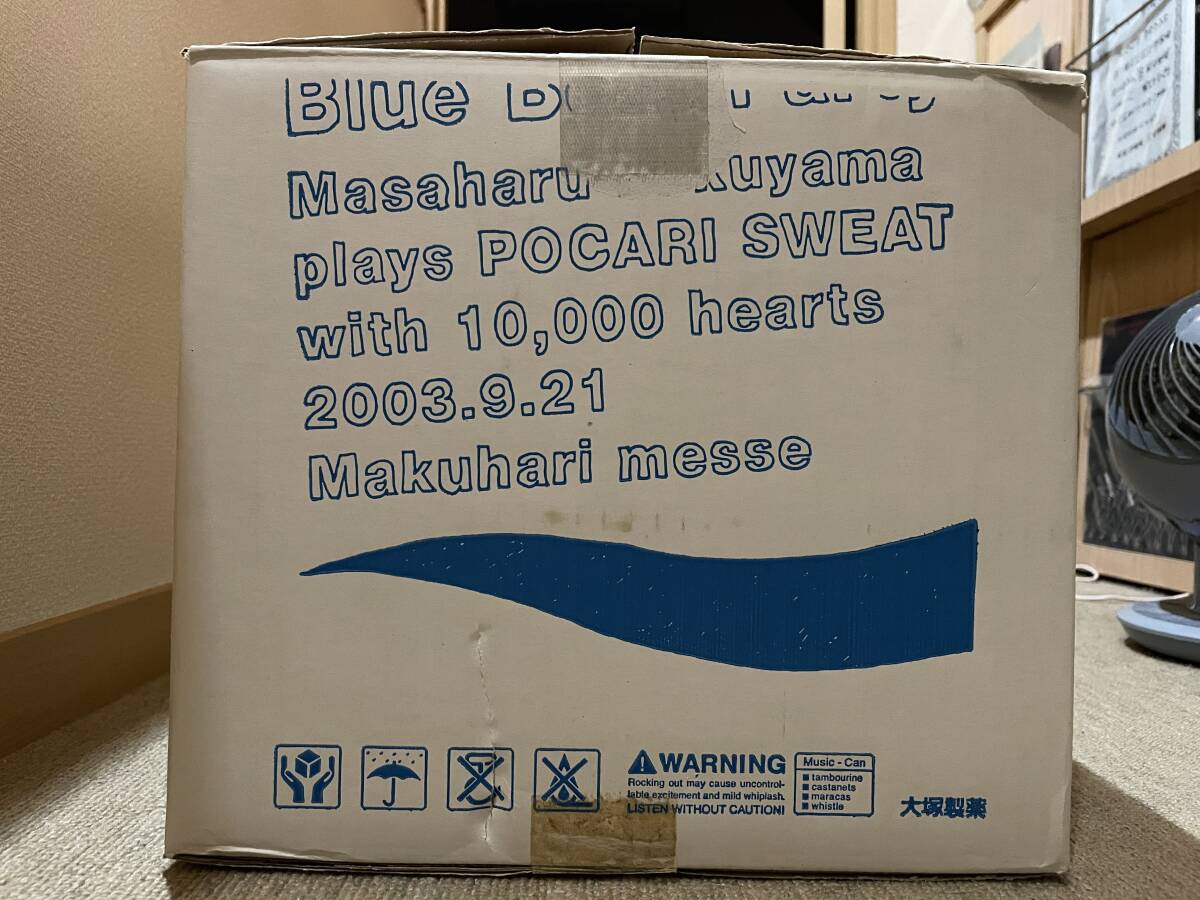 Blue
Masaharu
plays POCARI SWEAT
with 10,000 hearts
2003.9.21
Makuhari messe
WARNING
Rocking out may cause uncontrol-
lable excitement and mild whiplash.
LISTEN WITHOUT CAUTION!
Music - Can
tambourine
castanets
maracas
whistle
大塚製薬